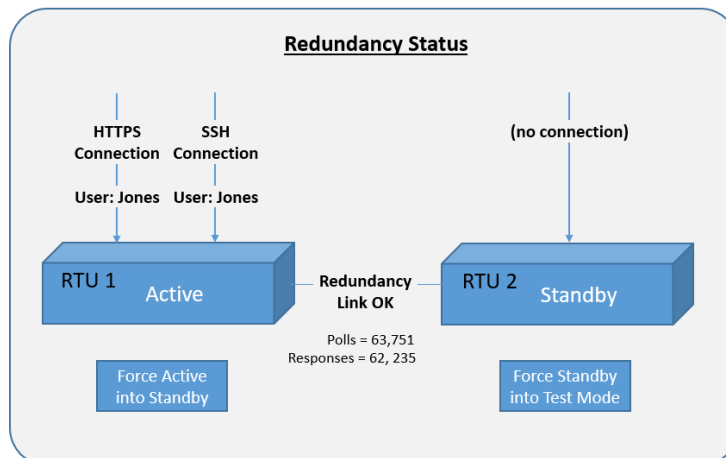 Redundancy Status
HTTPS
Connection
User: Jones
SSH
Connection
User: Jones
(no connection)
RTU 1
Active
Redundancy
Link OK
RTU 2
Standby
Polls = 63,751
Responses = 62, 235
Force Active
into Standby
Force Standby
into Test Mode